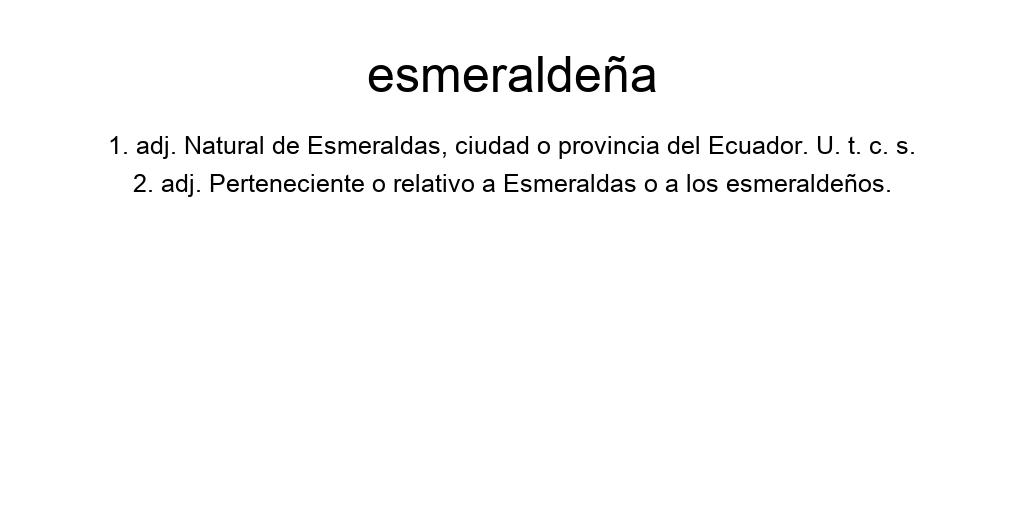 esmeraldeña
1. adj. Natural de Esmeraldas, ciudad o provincia del Ecuador. U. t. c. s.
2. adj. Perteneciente o relativo a Esmeraldas o a los esmeraldeños.